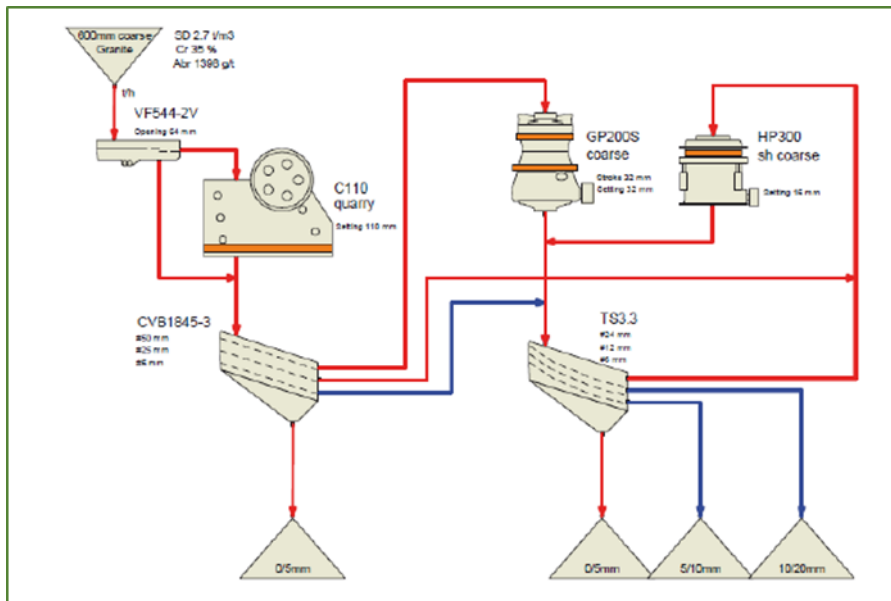 600mm coarse
Granite
SD 2.7 t/m3
Cr 35 %
Abr 1398 g/t
t/h
VF544-2V
Opening 64 mm
C110
quarry
Setting 110 mm
GP200S
coarse
Stroke 32 mm
Setting 32 mm
HP300
sh coarse
Setting 16 mm
CVB1845-3
#50 mm
#25 mm
#6 mm
TS3.3
#24 mm
#12 mm
#6 mm
0/5mm
0/5mm
5/10mm
10/20mm